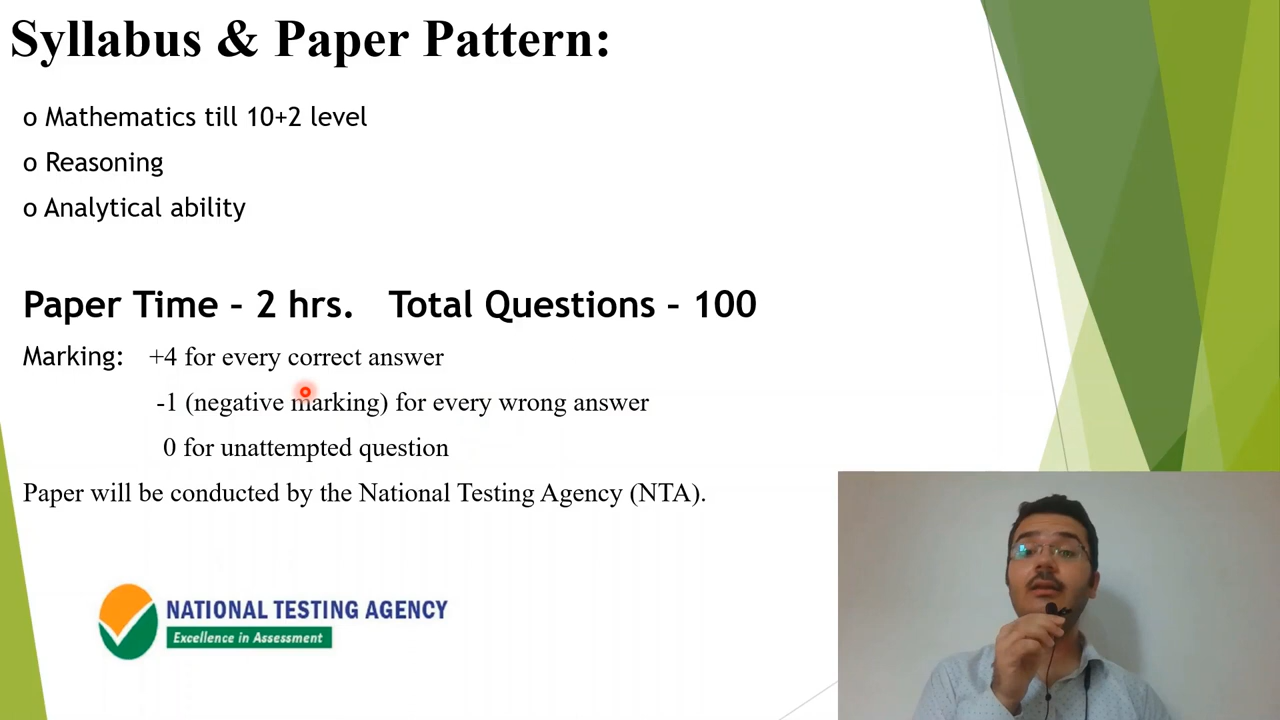 Syllabus & Paper Pattern:
o Mathematics till 10+2 level
o Reasoning
o Analytical ability
Paper Time – 2 hrs. Total Questions – 100
Marking: +4 for every correct answer
-1 (negative marking) for every wrong answer
0 for unattempted question
Paper will be conducted by the National Testing Agency (NTA).
NATIONAL TESTING AGENCY
Excellence in Assessment